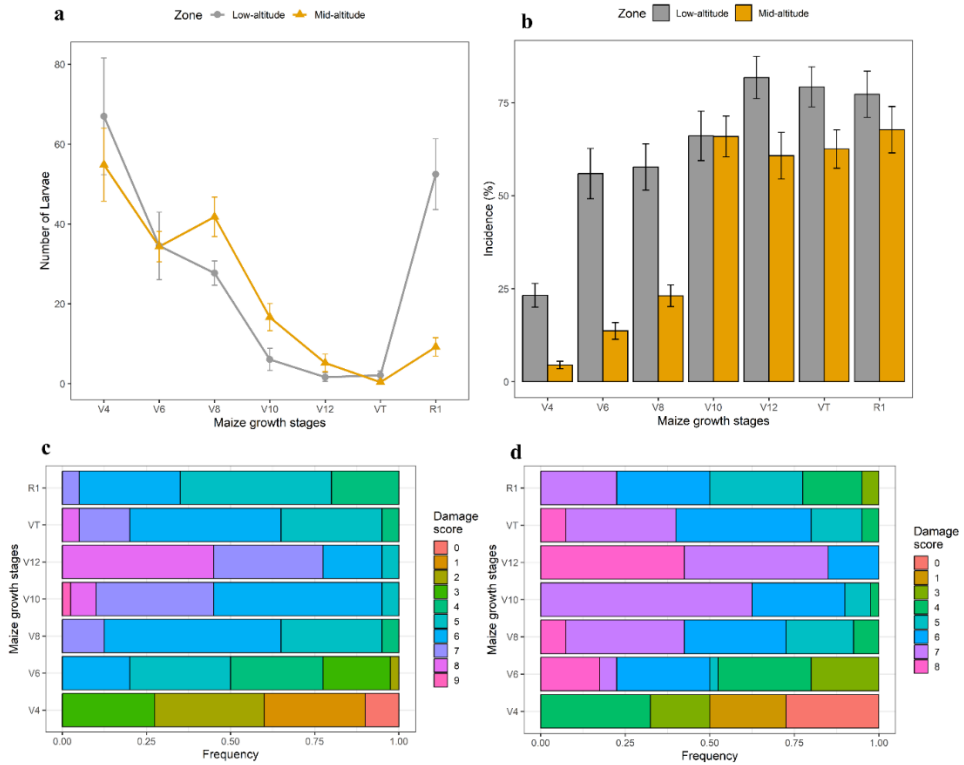 a
Zone Low-altitude Mid-altitude
80
60
40
20
0
Number of Larvae
V4 V6 V8 V10 V12 VT R1
Maize growth stages
b
Zone Low-altitude Mid-altitude
75
50
25
0
Incidence (%)
V4 V6 V8 V10 V12 VT R1
Maize growth stages
c
R1
VT
V12
V10
V8
V6
V4
Maize growth stages
0.00 0.25 0.50 0.75 1.00
Frequency
Damage
score
0
1
2
3
4
5
6
7
8
9
d
R1
VT
V12
V10
V8
V6
V4
Maize growth stages
0.00 0.25 0.50 0.75 1.00
Frequency
Damage
score
0
1
3
4
5
6
7
8